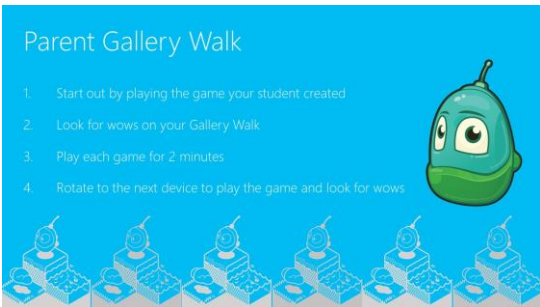 Parent Gallery Walk
1. Start out by playing the game your student created
2. Look for wows on your Gallery Walk
3. Play each game for 2 minutes
4. Rotate to the next device to play the game and look for wows